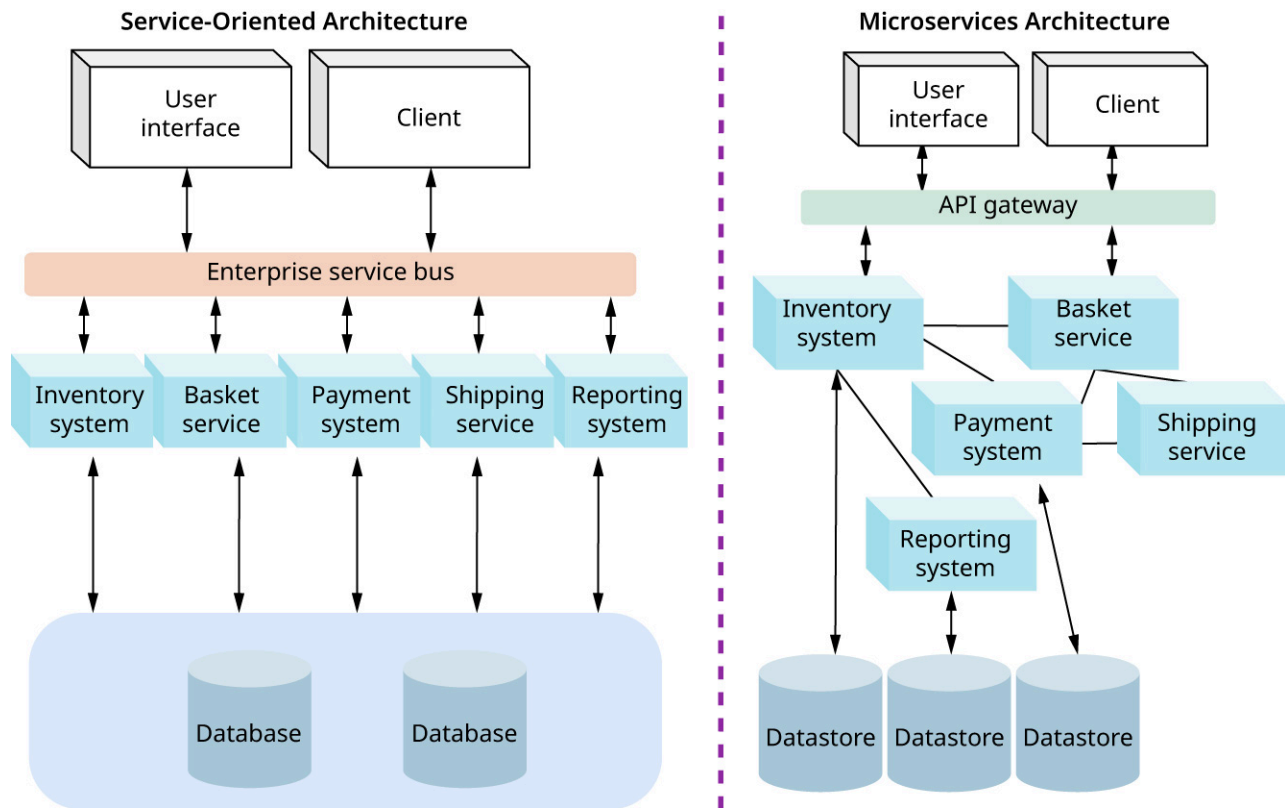 Service-Oriented Architecture
User
interface
Client
Enterprise service bus
Inventory
system
Basket
service
Payment
system
Shipping
service
Reporting
system
Database
Database
Microservices Architecture
User
interface
Client
API gateway
Inventory
system
Basket
service
Payment
system
Shipping
service
Reporting
system
Datastore
Datastore
Datastore